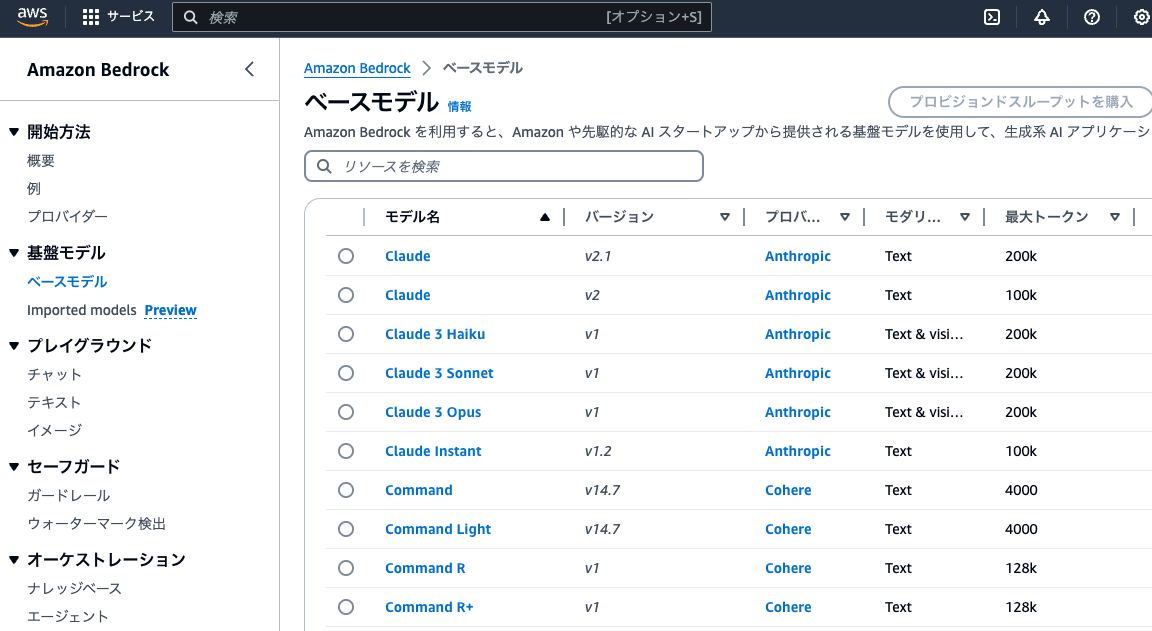 aws サービス 検索 [オプション+S]
Amazon Bedrock
開始方法
概要
例
プロバイダー
基盤モデル
ベースモデル
Imported models Preview
プレイグラウンド
チャット
テキスト
イメージ
セーフガード
ガードレール
ウォーターマーク検出
オーケストレーション
ナレッジベース
エージェント
Amazon Bedrock ベースモデル
ベースモデル 情報
プロビジョンドスループットを購入
Amazon Bedrock を利用すると、Amazon や先駆的な AI スタートアップから提供される基盤モデルを使用して、生成系 AI アプリケーシ
リソースを検索
モデル名 バージョン プロバ... モダリ... 最大トークン
Claude v2.1 Anthropic Text 200k
Claude v2 Anthropic Text 100k
Claude 3 Haiku v1 Anthropic Text & visi... 200k
Claude 3 Sonnet v1 Anthropic Text & visi... 200k
Claude 3 Opus v1 Anthropic Text & visi... 200k
Claude Instant v1.2 Anthropic Text 100k
Command v14.7 Cohere Text 4000
Command Light v14.7 Cohere Text 4000
Command R v1 Cohere Text 128k
Command R+ v1 Cohere Text 128k